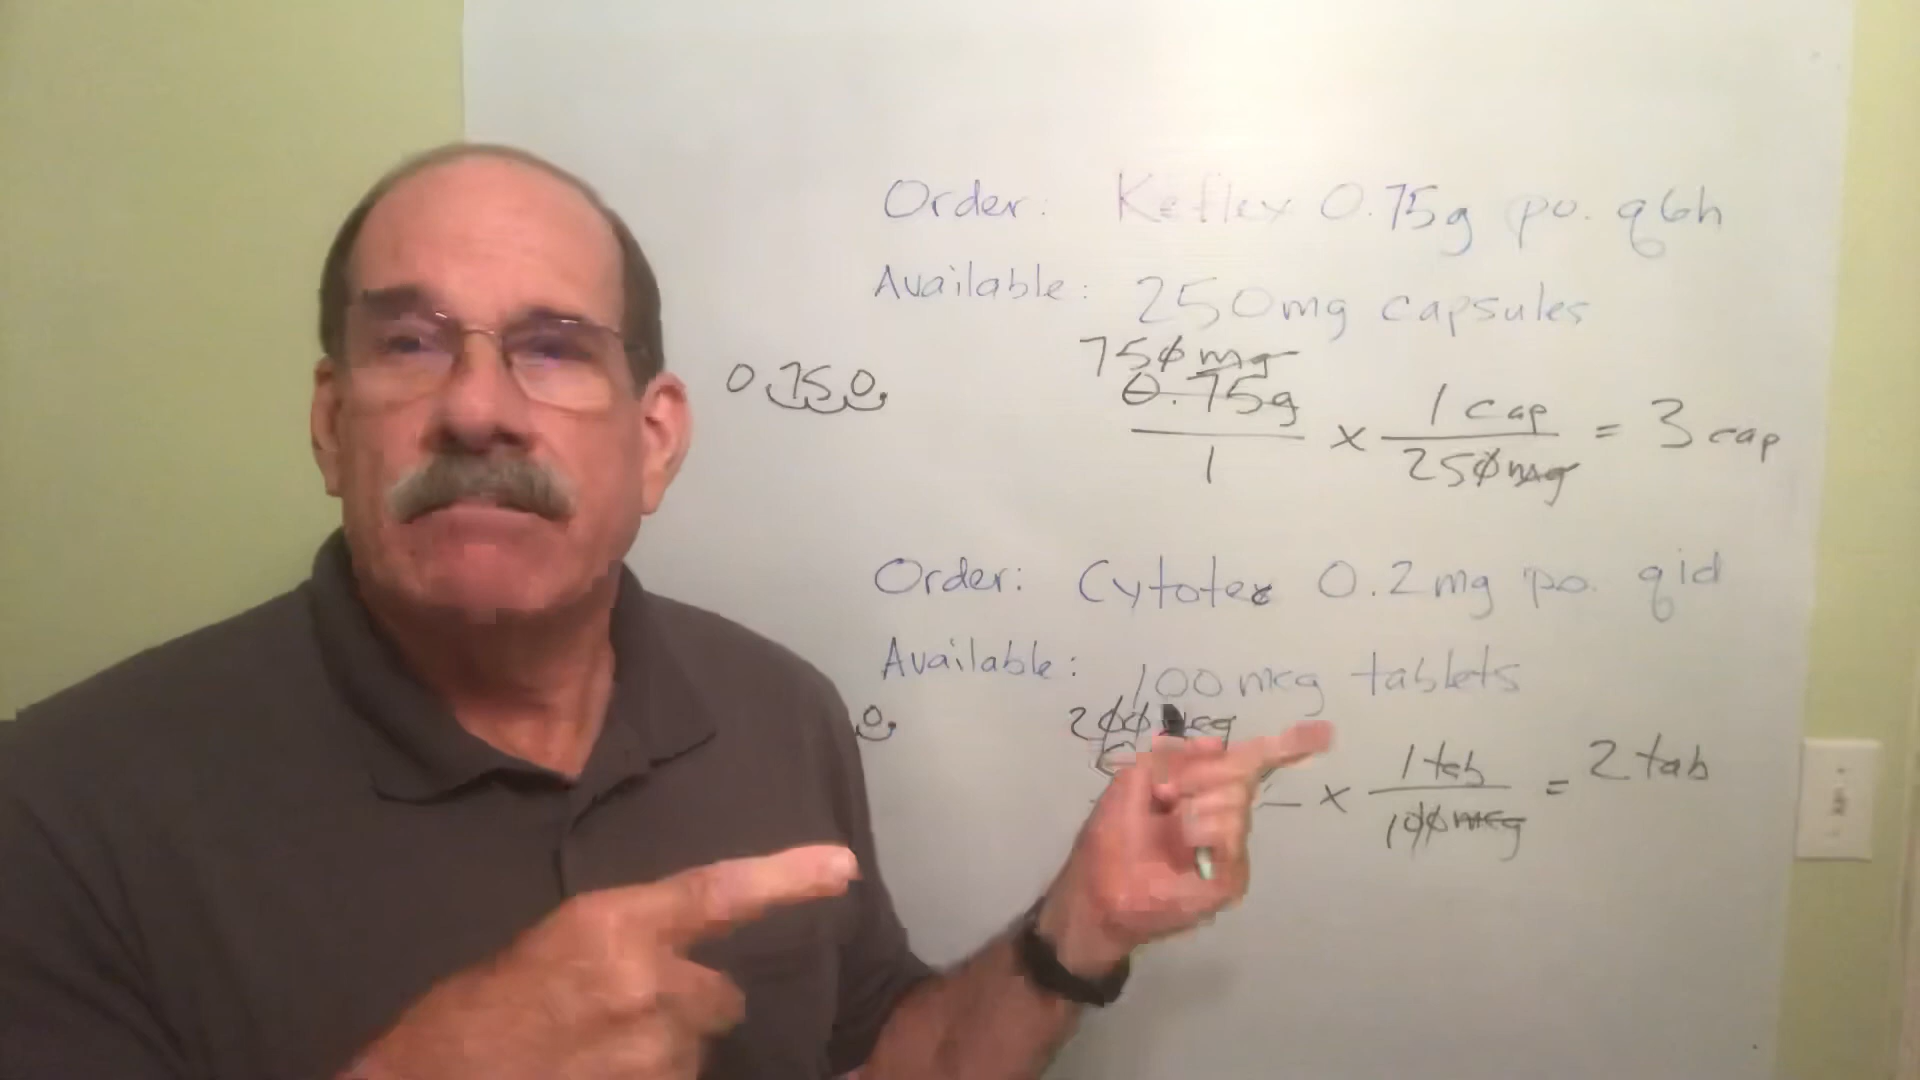 Order: Keflex 0.75g po. q6h
Available: 250mg capsules
0.750.
750mg
0.75g / 1 x 1 cap / 250mg = 3 cap
Order: Cytotec 0.2mg po. qid
Available: 100mcg tablets
0.
200mcg
x 1 tab / 100mcg = 2 tab